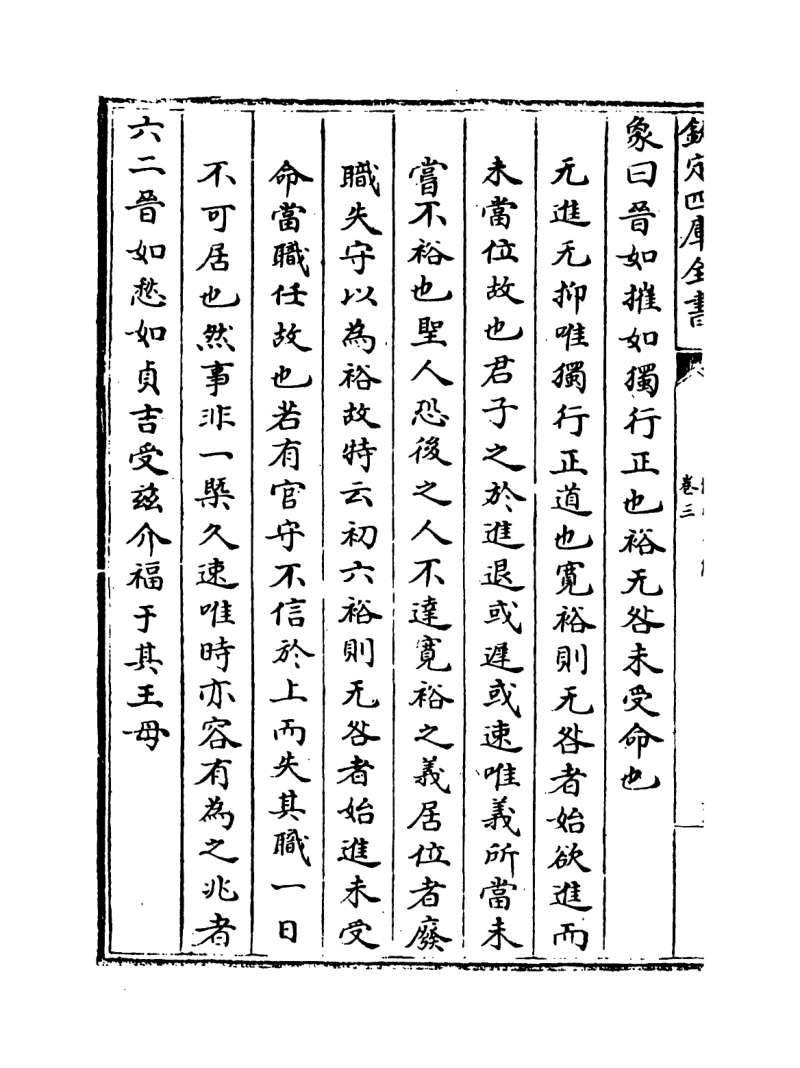 欽定四庫全書
卷三
象曰晉如摧如獨行正也裕无咎未受命也
无進无抑唯獨行正道也寛裕則无咎者始欲進而
未當位故也君子之於進退或遲或速唯義所當未
嘗不裕也聖人恐後之人不達寛裕之義居位者廢
職失守以為裕故特云初六裕則无咎者始進未受
命當職任故也若有官守不信於上而失其職一日
不可居也然事非一槩久速唯時亦容有為之兆者
六二晉如愁如貞吉受兹介福于其王母